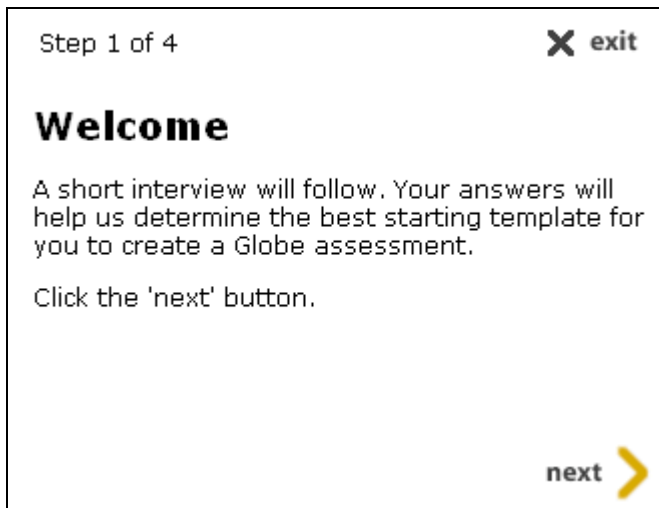 Step 1 of 4
exit
Welcome
A short interview will follow. Your answers will
help us determine the best starting template for
you to create a Globe assessment.
Click the 'next' button.
next